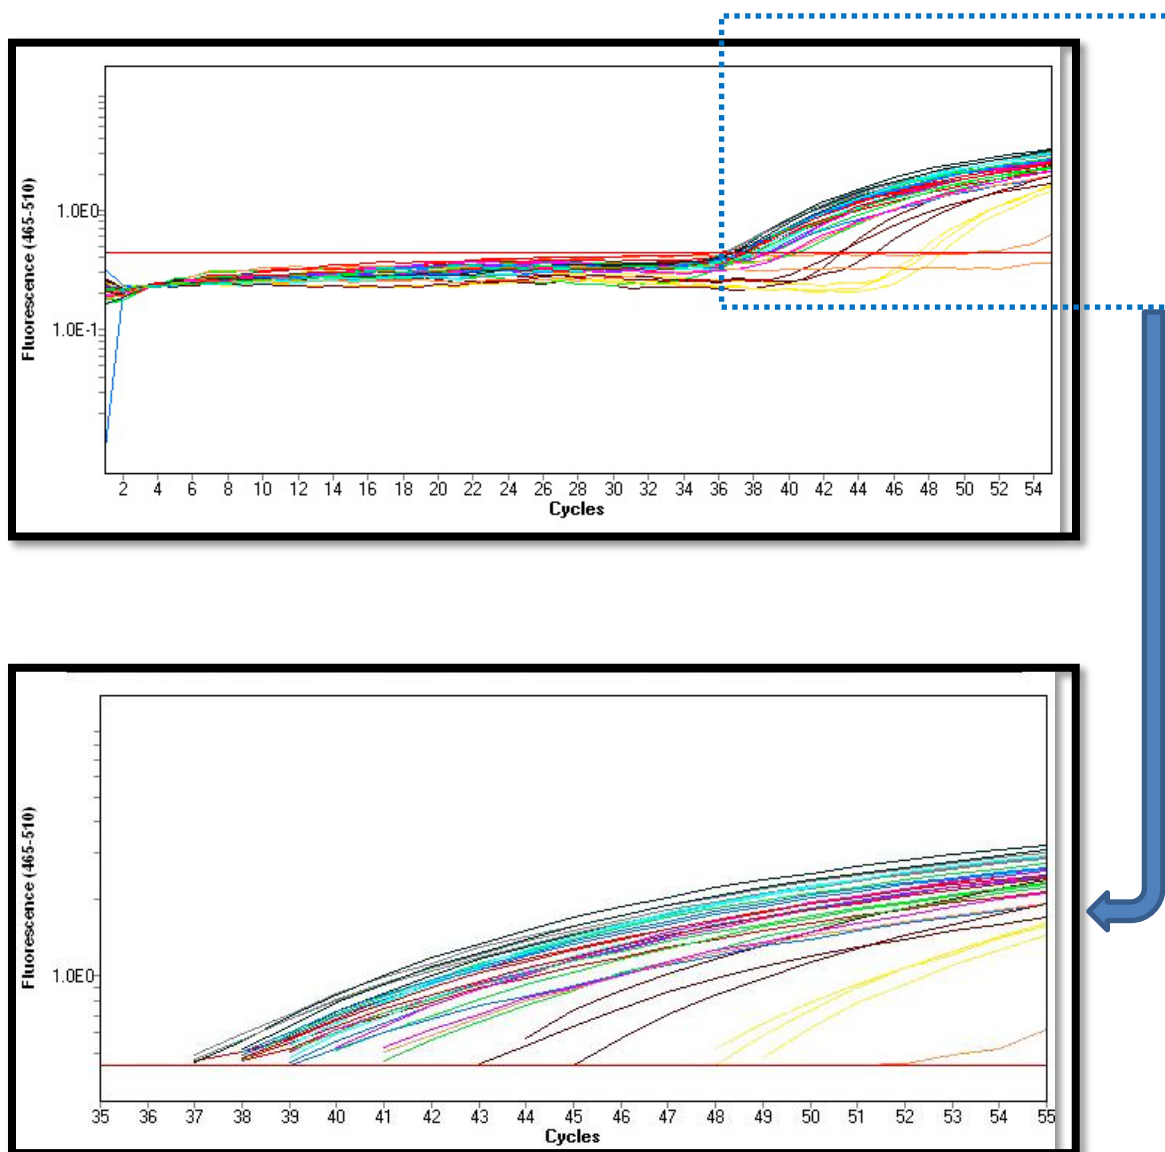 Fluorescence (465-510)
1.0E0
1.0E-1
2 4 6 8 10 12 14 16 18 20 22 24 26 28 30 32 34 36 38 40 42 44 46 48 50 52 54
Cycles
Fluorescence (465-510)
1.0E0
35 36 37 38 39 40 41 42 43 44 45 46 47 48 49 50 51 52 53 54 55
Cycles